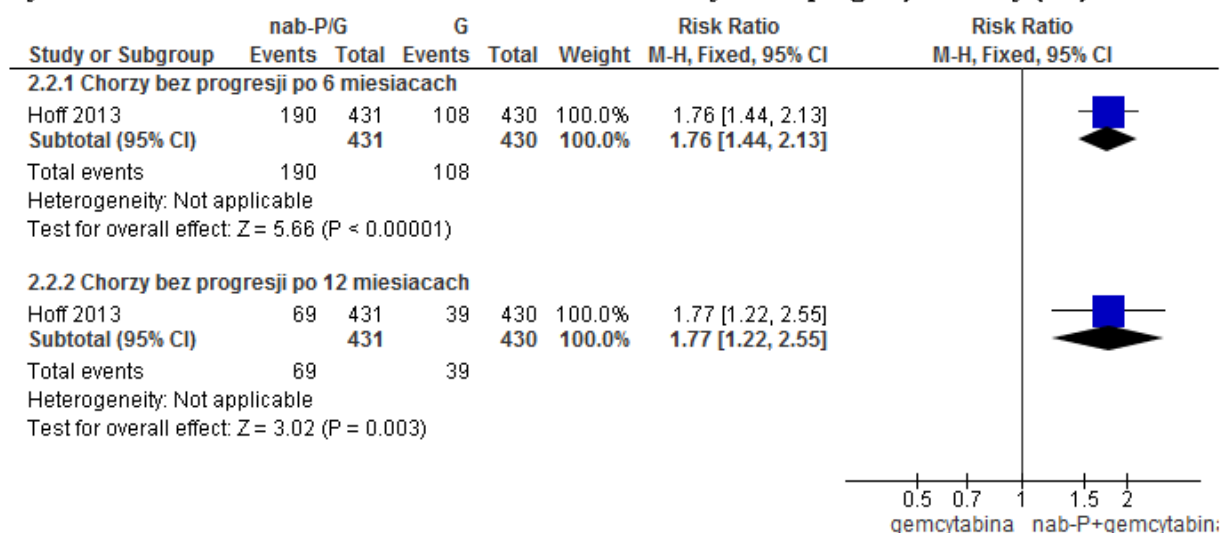 nab-P/G G Risk Ratio Risk Ratio
Study or Subgroup Events Total Events Total Weight M-H, Fixed, 95% CI M-H, Fixed, 95% CI
2.2.1 Chorzy bez progresji po 6 miesiacach
Hoff 2013 190 431 108 430 100.0% 1.76 [1.44, 2.13]
Subtotal (95% CI) 431 430 100.0% 1.76 [1.44, 2.13]
Total events 190 108
Heterogeneity: Not applicable
Test for overall effect: Z = 5.66 (P < 0.00001)
2.2.2 Chorzy bez progresji po 12 miesiacach
Hoff 2013 69 431 39 430 100.0% 1.77 [1.22, 2.55]
Subtotal (95% CI) 431 430 100.0% 1.77 [1.22, 2.55]
Total events 69 39
Heterogeneity: Not applicable
Test for overall effect: Z = 3.02 (P = 0.003)
0.5 0.7 1 1.5 2
gemcytabina nab-P+gemcytabina